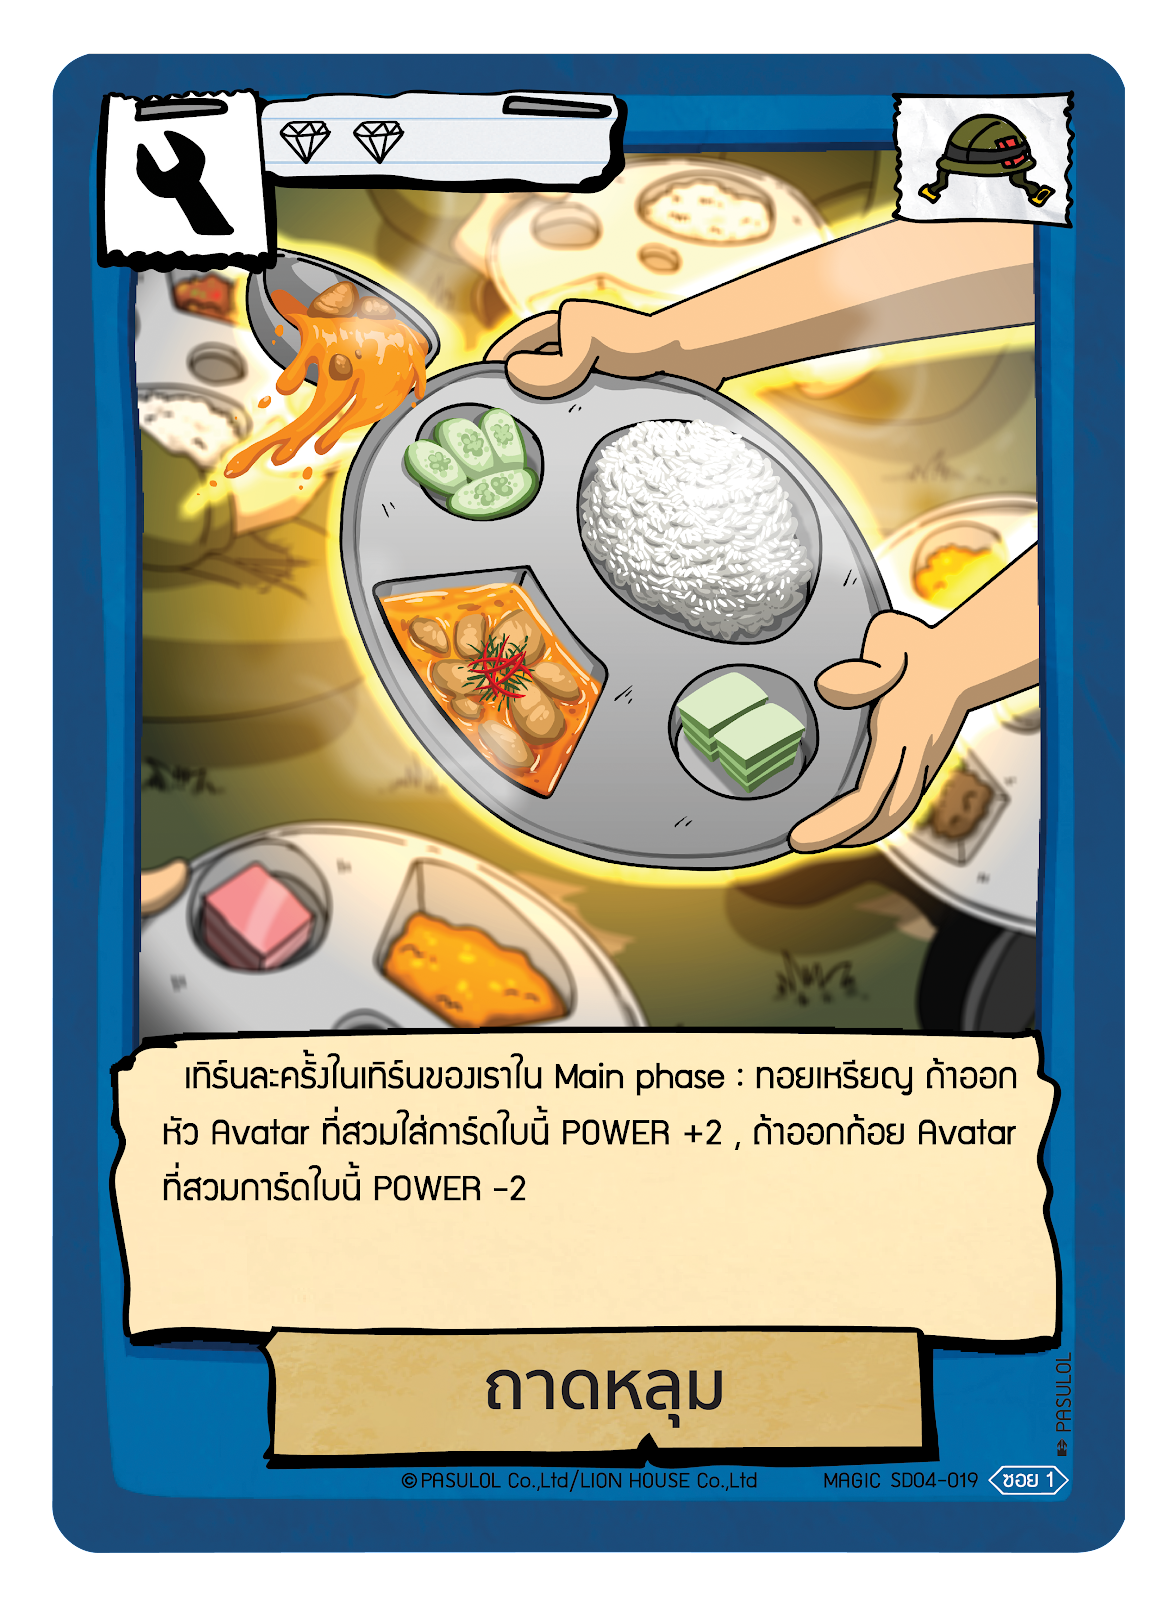 เทิร์นละครั้งในเทิร์นของเราใน Main phase : ทอยเหรียญ ถ้าออก
หัว Avatar ที่สวมใส่การ์ดใบนี้ POWER +2 , ถ้าออกก้อย Avatar
ที่สวมการ์ดใบนี้ POWER -2
ถาดหลุม
PASULOL
©PASULOL Co.,Ltd/LION HOUSE Co.,Ltd MAGIC SD04-019 ซอย 1